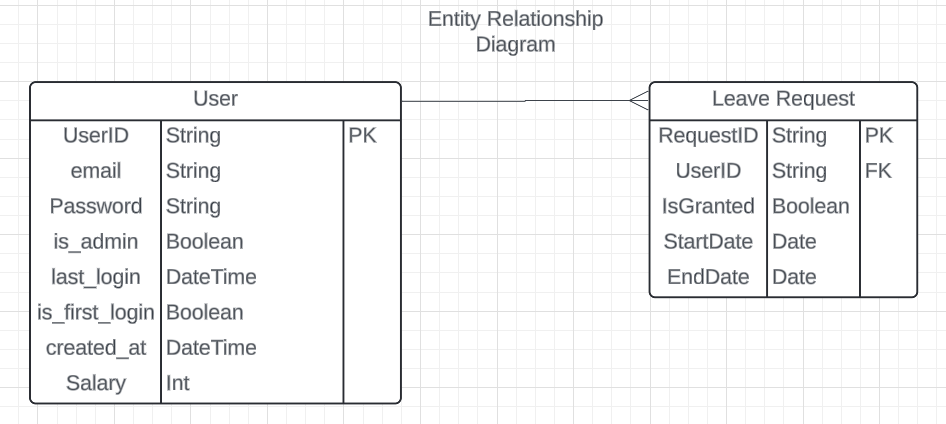 Entity Relationship
Diagram
User
UserID String PK
email String
Password String
is_admin Boolean
last_login DateTime
is_first_login Boolean
created_at DateTime
Salary Int
Leave Request
RequestID String PK
UserID String FK
IsGranted Boolean
StartDate Date
EndDate Date